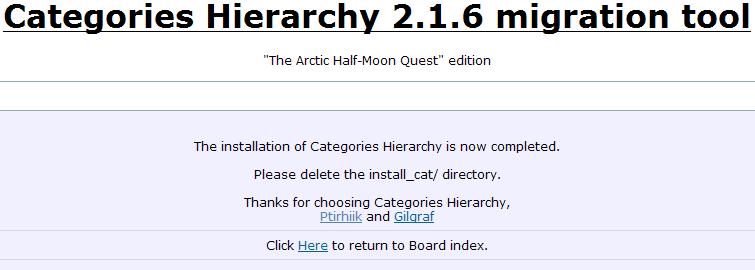 Categories Hierarchy 2.1.6 migration tool
"The Arctic Half-Moon Quest" edition
The installation of Categories Hierarchy is now completed.
Please delete the install_cat/ directory.
Thanks for choosing Categories Hierarchy,
Ptirhiik and Gilgraf
Click Here to return to Board index.